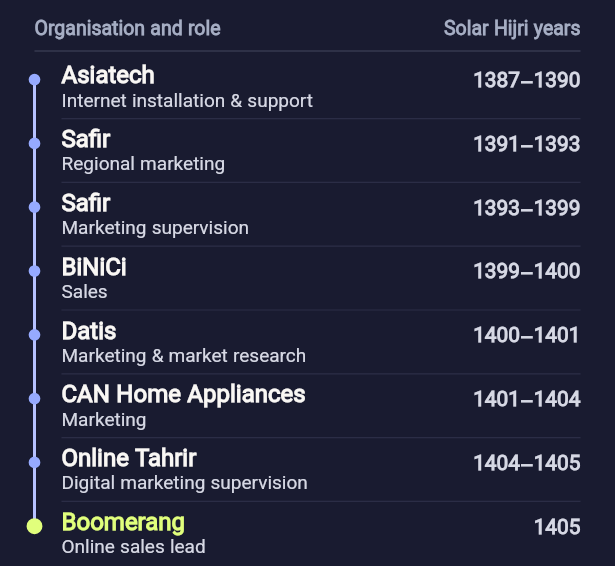 Organisation and role Solar Hijri years
Asiatech 1387–1390
Internet installation & support
Safir 1391–1393
Regional marketing
Safir 1393–1399
Marketing supervision
BiNiCi 1399–1400
Sales
Datis 1400–1401
Marketing & market research
CAN Home Appliances 1401–1404
Marketing
Online Tahrir 1404–1405
Digital marketing supervision
Boomerang 1405
Online sales lead